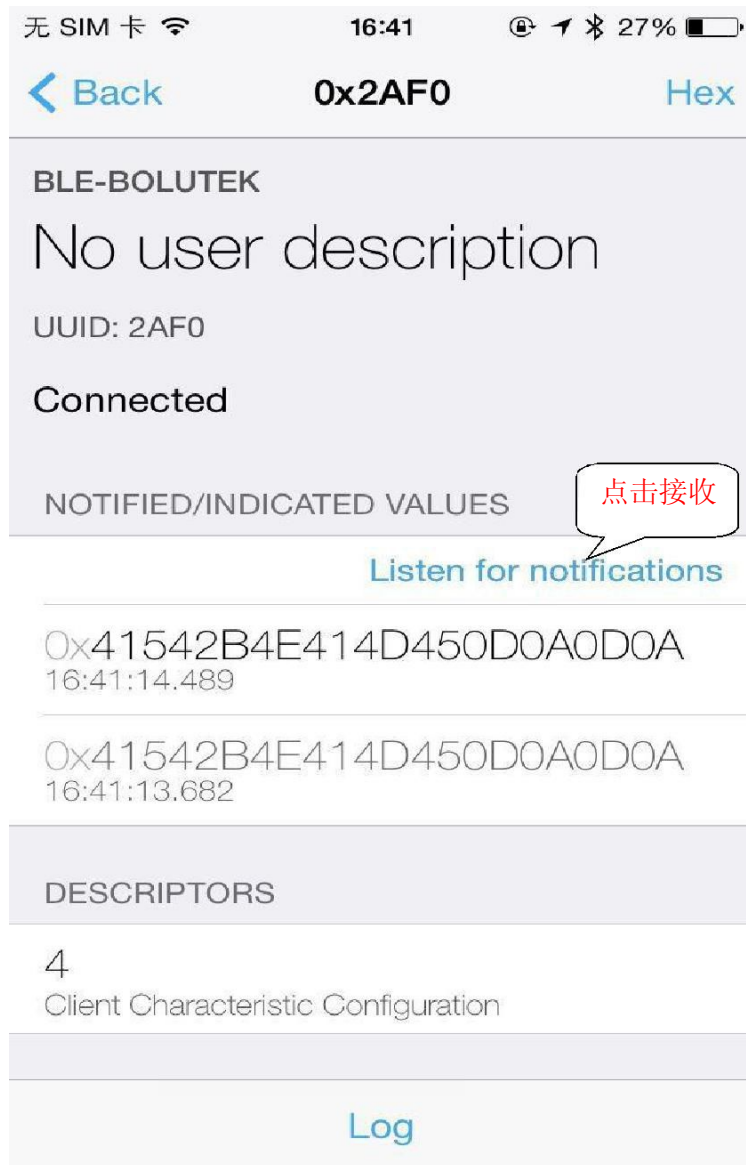 无 SIM 卡 16:41 27%
Back 0x2AF0 Hex
BLE-BOLUTEK
No user description
UUID: 2AF0
Connected
点击接收
NOTIFIED/INDICATED VALUES
Listen for notifications
0x41542B4E414D450D0A0D0A
16:41:14.489
0x41542B4E414D450D0A0D0A
16:41:13.682
DESCRIPTORS
4
Client Characteristic Configuration
Log